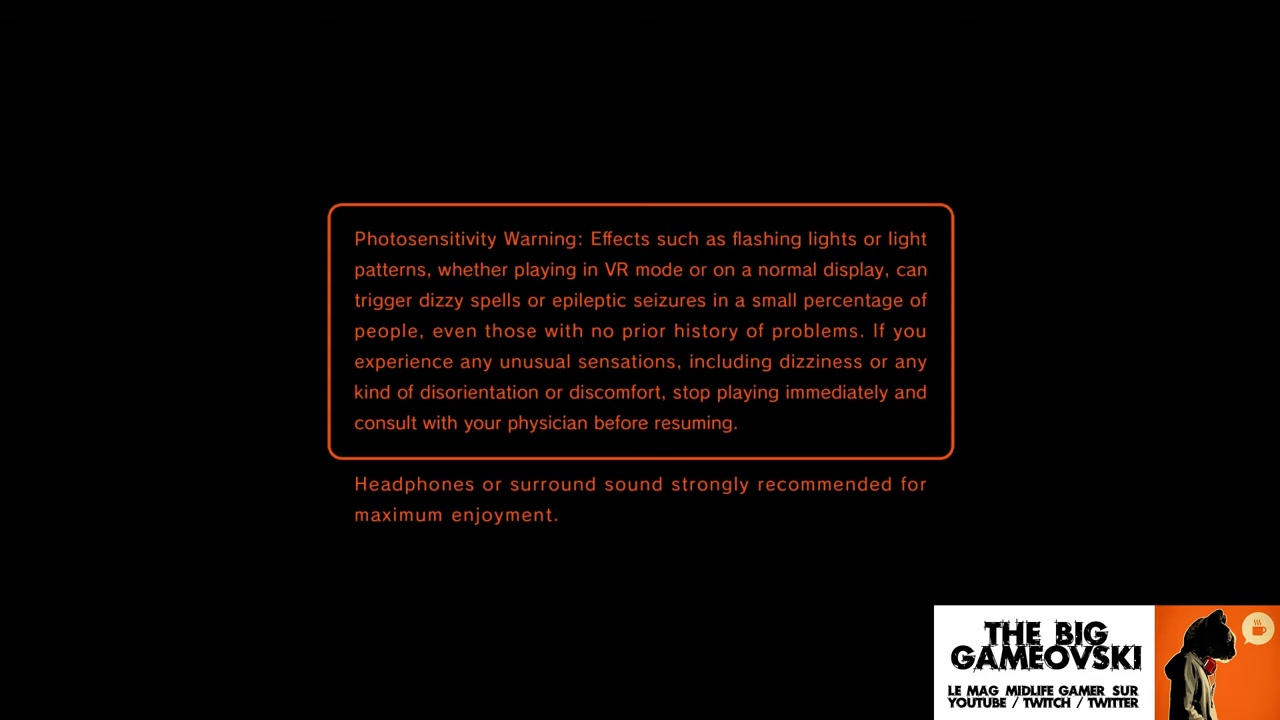 Photosensitivity Warning: Effects such as flashing lights or light
patterns, whether playing in VR mode or on a normal display, can
trigger dizzy spells or epileptic seizures in a small percentage of
people, even those with no prior history of problems. If you
experience any unusual sensations, including dizziness or any
kind of disorientation or discomfort, stop playing immediately and
consult with your physician before resuming.
Headphones or surround sound strongly recommended for
maximum enjoyment.
THE BIG
GAMEOVSKI
LE MAG MIDLIFE GAMER SUR
YOUTUBE / TWITCH / TWITTER